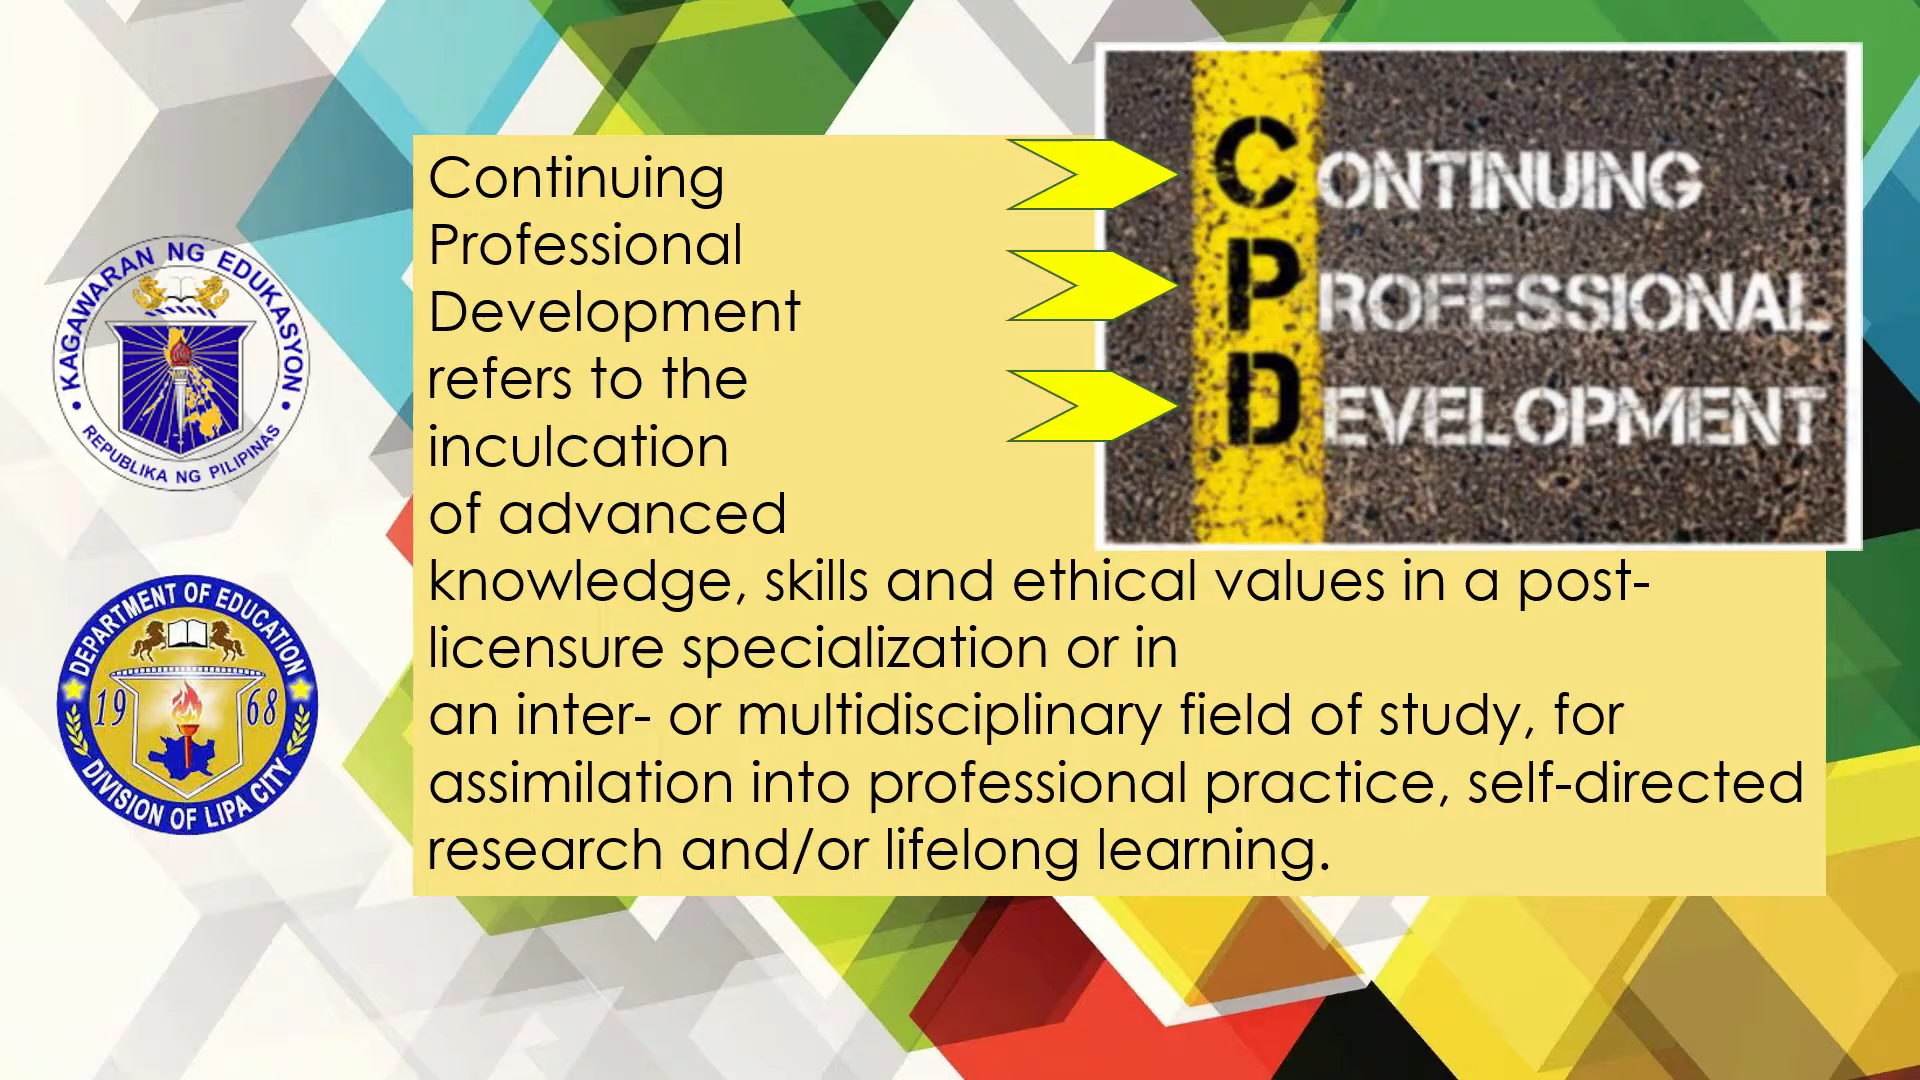 Continuing
Professional
Development
refers to the
inculcation
of advanced
knowledge, skills and ethical values in a post-
licensure specialization or in
an inter- or multidisciplinary field of study, for
assimilation into professional practice, self-directed
research and/or lifelong learning.
CONTINUING
PROFESSIONAL
DEVELOPMENT
KAGAWARAN NG EDUKASYON
REPUBLIKA NG PILIPINAS
DEPARTMENT OF EDUCATION
1968
DIVISION OF LIPA CITY